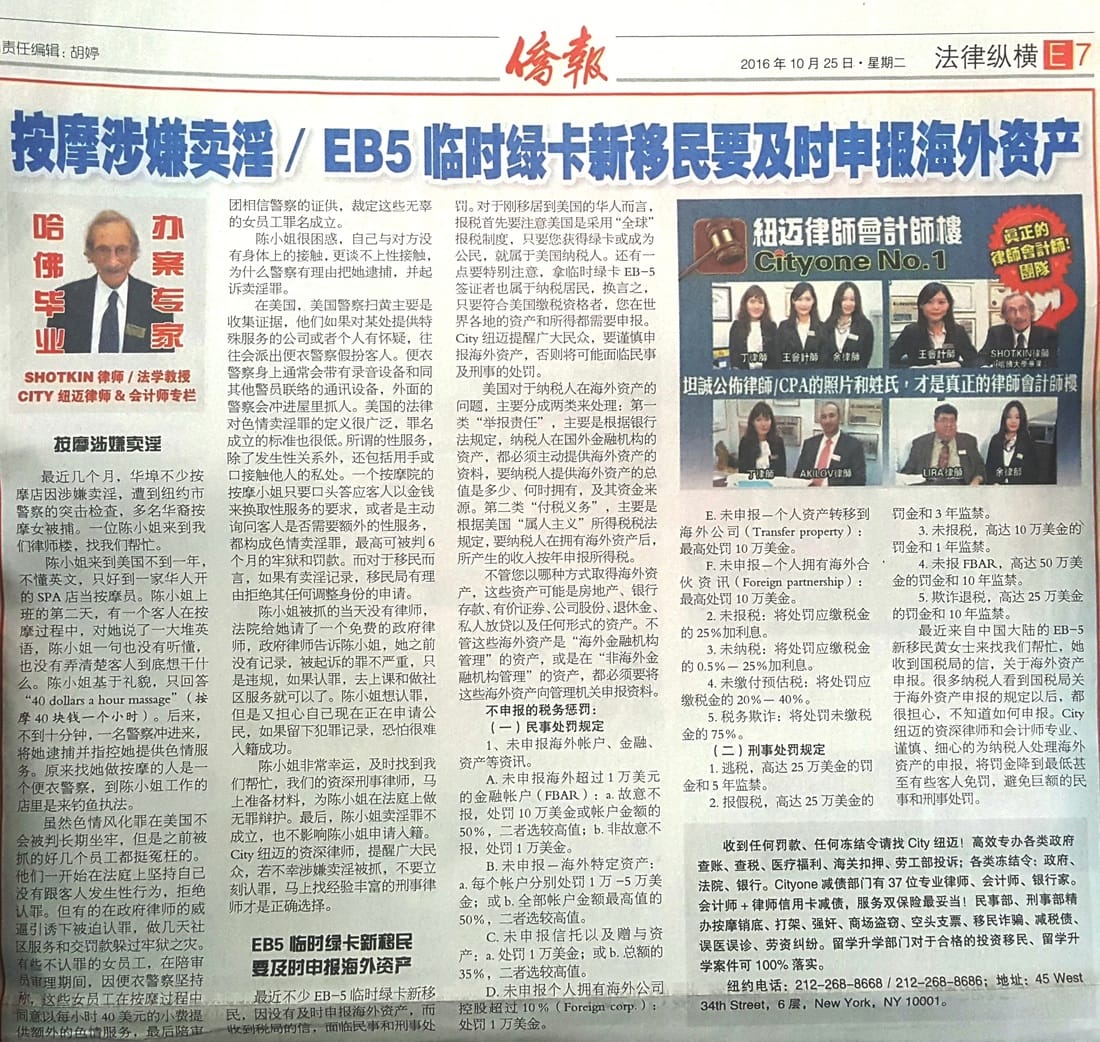 责任编辑：胡婷
僑報
2016 年 10 月 25 日·星期二
法律纵横 E7
按摩涉嫌卖淫 / EB5 临时绿卡新移民要及时申报海外资产
哈佛毕业
办案专家
SHOTKIN 律师 / 法学教授
CITY 纽迈律师 & 会计师专栏
按摩涉嫌卖淫
最近几个月，华埠不少按
摩店因涉嫌卖淫，遭到纽约市
警察的突击检查，多名华裔按
摩女被捕。一位陈小姐来到我
们律师楼，找我们帮忙。
陈小姐来到美国不到一年，
不懂英文，只好到一家华人开
的 SPA 店当按摩员。陈小姐上
班的第二天，有一个客人在按
摩过程中，对她说了一大堆英
语，陈小姐一句也没有听懂，
也没有弄清楚客人到底想干什
么。陈小姐基于礼貌，只回答
“40 dollars a hour massage”（按
摩 40 块钱一个小时）。后来，
不到十分钟，一名警察冲进来，
将她逮捕并指控她提供色情服
务。原来找她做按摩的人是一
个便衣警察，到陈小姐工作的
店里是来钓鱼执法。
虽然色情风化罪在美国不
会被判长期坐牢，但是之前被
抓的好几个员工都挺冤枉的。
他们一开始在法庭上坚持自己
没有跟客人发生性行为，拒绝
认罪。但有的在政府律师的威
逼引诱下被迫认罪，做几天社
区服务和交罚款躲过牢狱之灾。
有些不认罪的女员工，在陪审
员审理期间，因便衣警察坚持
称，这些女员工在按摩过程中
同意以每小时 40 美元的小费提
供额外的色情服务，最后陪审
团相信警察的证供，裁定这些无辜
的女员工罪名成立。
陈小姐很困惑，自己与对方没
有身体上的接触，更谈不上性接触，
为什么警察有理由把她逮捕，并起
诉卖淫罪。
在美国，美国警察扫黄主要是
收集证据，他们如果对某处提供特
殊服务的公司或者个人有怀疑，往
往会派出便衣警察假扮客人。便衣
警察身上通常会带有录音设备和同
其他警员联络的通讯设备，外面的
警察会冲进屋里抓人。美国的法律
对色情卖淫罪的定义很广泛，罪名
成立的标准也很低。所谓的性服务，
除了发生性关系外，还包括用手或
口接触他人的私处。一个按摩院的
按摩小姐只要口头答应客人以金钱
来换取性服务的要求，或者是主动
询问客人是否需要额外的性服务，
都构成色情卖淫罪，最高可被判 6
个月的牢狱和罚款。而对于移民而
言，如果有卖淫记录，移民局有理
由拒绝其任何调整身份的申请。
陈小姐被抓的当天没有律师，
法院给她请了一个免费的政府律
师，政府律师告诉陈小姐，她之前
没有记录，被起诉的罪不严重，只
是违规，如果认罪，去上课和做社
区服务就可以了。陈小姐想认罪，
但是又担心自己现在正在申请公
民，如果留下犯罪记录，恐怕很难
入籍成功。
陈小姐非常幸运，及时找到我
们帮忙，我们的资深刑事律师，马
上准备材料，为陈小姐在法庭上做
无罪辩护。最后，陈小姐卖淫罪不
成立，也不影响陈小姐申请入籍。
City 纽迈的资深律师，提醒广大民
众，若不幸涉嫌卖淫被抓，不要立
刻认罪，马上找经验丰富的刑事律
师才是正确选择。
EB5 临时绿卡新移民
要及时申报海外资产
最近不少 EB-5 临时绿卡新移
民，因没有及时申报海外资产，而
收到税局的信，面临民事和刑事处
罚。对于刚移居到美国的华人而言，
报税首先要注意美国是采用“全球”
报税制度，只要您获得绿卡或成为
公民，就属于美国纳税人。还有一
点要特别注意，拿临时绿卡 EB-5
签证者也属于纳税居民，换言之，
只要符合美国缴税资格者，您在世
界各地的资产和所得都需要申报。
City 纽迈提醒广大民众，要谨慎申
报海外资产，否则将可能面临民事
及刑事的处罚。
美国对于纳税人在海外资产的
问题，主要分成两类来处理：第一
类“举报责任”，主要是根据银行
法规定，纳税人在国外金融机构的
资产，都必须主动提供海外资产的
资料，要纳税人提供海外资产的总
值是多少、何时拥有，及其资金来
源。第二类“付税义务”，主要是
根据美国“属人主义”所得税税法
规定，要纳税人在拥有海外资产后，
所产生的收入按年申报所得税。
不管您以哪种方式取得海外资
产，这些资产可能是房地产、银行
存款、有价证券、公司股份、退休金、
私人放贷以及任何形式的资产。不
管这些海外资产是“海外金融机构
管理”的资产，或是在“非海外金
融机构管理”的资产，都必须要将
这些海外资产向管理机关申报资料。
不申报的税务惩罚：
（一）民事处罚规定
1、未申报海外帐户、金融、
资产等资讯。
A. 未申报海外超过 1 万美元
的金融帐户（FBAR）：a. 故意不
报，处罚 10 万美金或帐户金额的
50%，二者选较高值；b. 非故意不
报，处罚 1 万美金。
B. 未申报－海外特定资产：
a. 每个帐户分别处罚 1 万－5 万美
金；或 b. 全部帐户金额最高值的
50%，二者选较高值。
C. 未申报信托以及赠与资
产：a. 处罚 1 万美金；或 b. 总额的
35%，二者选较高值。
D. 未申报个人拥有海外公司
控股超过 10%（Foreign corp.）：
处罚 1 万美金。
紐迈律師會計師樓
Cityone No.1
真正的
律師會計師!
團隊
丁律師
王會計師
余律師
王會計師
SHOTKIN律師
坦誠公佈律師/CPA的照片和姓氏，才是真正的律師會計師樓
丁律師
AKILOV律師
LIRA律師
余律師
E. 未申报－个人资产转移到
海外公司（Transfer property）：
最高处罚 10 万美金。
F. 未申报－个人拥有海外合
伙资讯（Foreign partnership）：
最高处罚 10 万美金。
2. 未报税：将处罚应缴税金
的 25%加利息。
3. 未纳税：将处罚应缴税金
的 0.5%－ 25%加利息。
4. 未缴付预估税：将处罚应
缴税金的 20%－ 40%。
5. 税务欺诈：将处罚未缴税
金的 75%。
（二）刑事处罚规定
1. 逃税，高达 25 万美金的罚
金和 5 年监禁。
2. 报假税，高达 25 万美金的
罚金和 3 年监禁。
3. 未报税，高达 10 万美金的
罚金和 1 年监禁。
4. 未报 FBAR，高达 50 万美
金的罚金和 10 年监禁。
5. 欺诈退税，高达 25 万美金
的罚金和 10 年监禁。
最近来自中国大陆的 EB-5
新移民黄女士来找我们帮忙，她
收到国税局的信，关于海外资产
申报。很多纳税人看到国税局关
于海外资产申报的规定以后，都
很担心，不知道如何申报。City
纽迈的资深律师和会计师专业、
谨慎、细心的为纳税人处理海外
资产的申报，将罚金降到最低甚
至有些客人免罚，避免巨额的民
事和刑事处罚。
收到任何罚款、任何冻结令请找 City 纽迈！高效专办各类政府
查账、查税、医疗福利、海关扣押、劳工部投诉；各类冻结令：政府、
法院、银行。Cityone 减债部门有 37 位专业律师、会计师、银行家。
会计师 + 律师信用卡减债，服务双保险最妥当！民事部、刑事部精
办按摩销底、打架、强奸、商场盗窃、空头支票、移民诈骗、减税债、
误医误诊、劳资纠纷。留学升学部门对于合格的投资移民、留学升
学案件可 100% 落实。
纽约电话：212-268-8668 / 212-268-8686；地址：45 West
34th Street，6 层，New York，NY 10001。